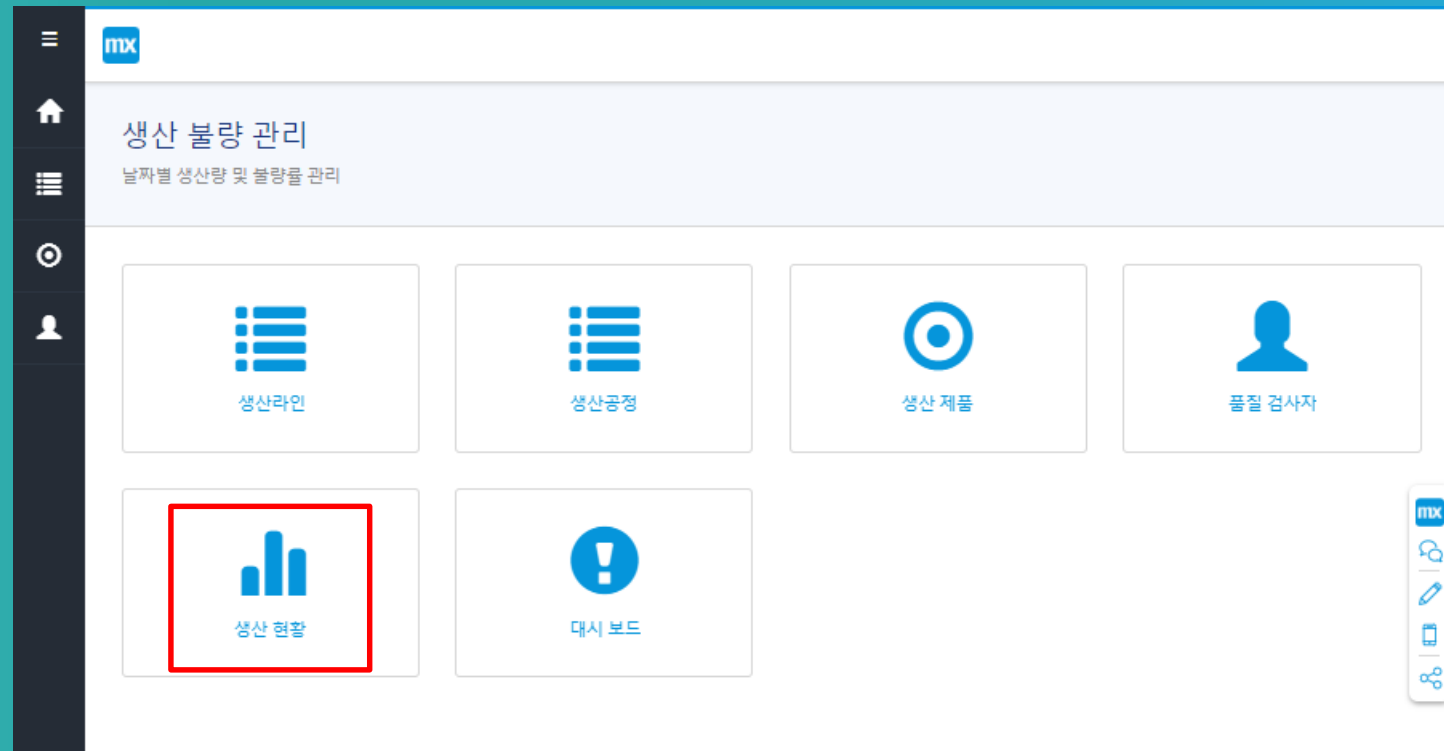 mx
생산 불량 관리
날짜별 생산량 및 불량률 관리
생산라인
생산공정
생산 제품
품질 검사자
생산 현황
대시 보드
mx